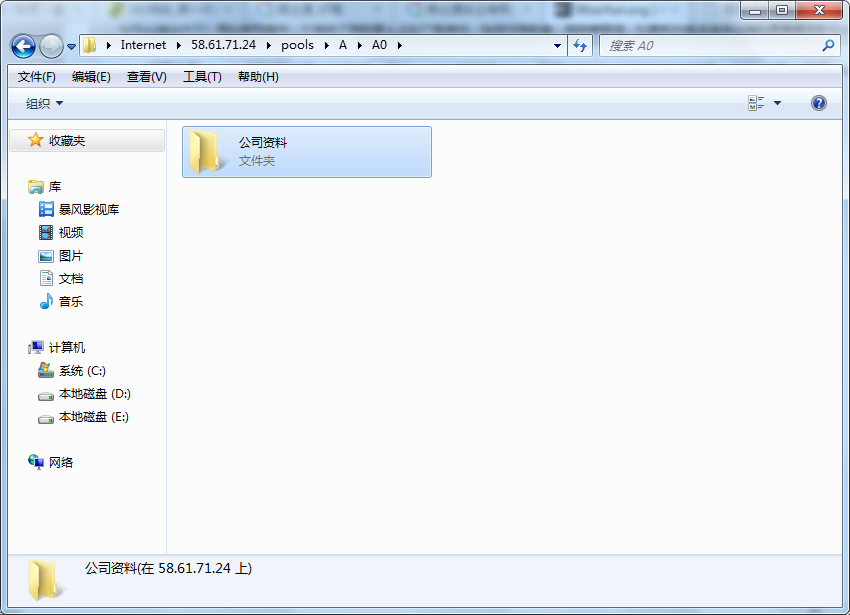 Internet 58.61.71.24 pools A A0
搜索 A0
文件(F) 编辑(E) 查看(V) 工具(T) 帮助(H)
组织
收藏夹
公司资料
文件夹
库
暴风影视库
视频
图片
文档
音乐
计算机
系统 (C:)
本地磁盘 (D:)
本地磁盘 (E:)
网络
公司资料(在 58.61.71.24 上)